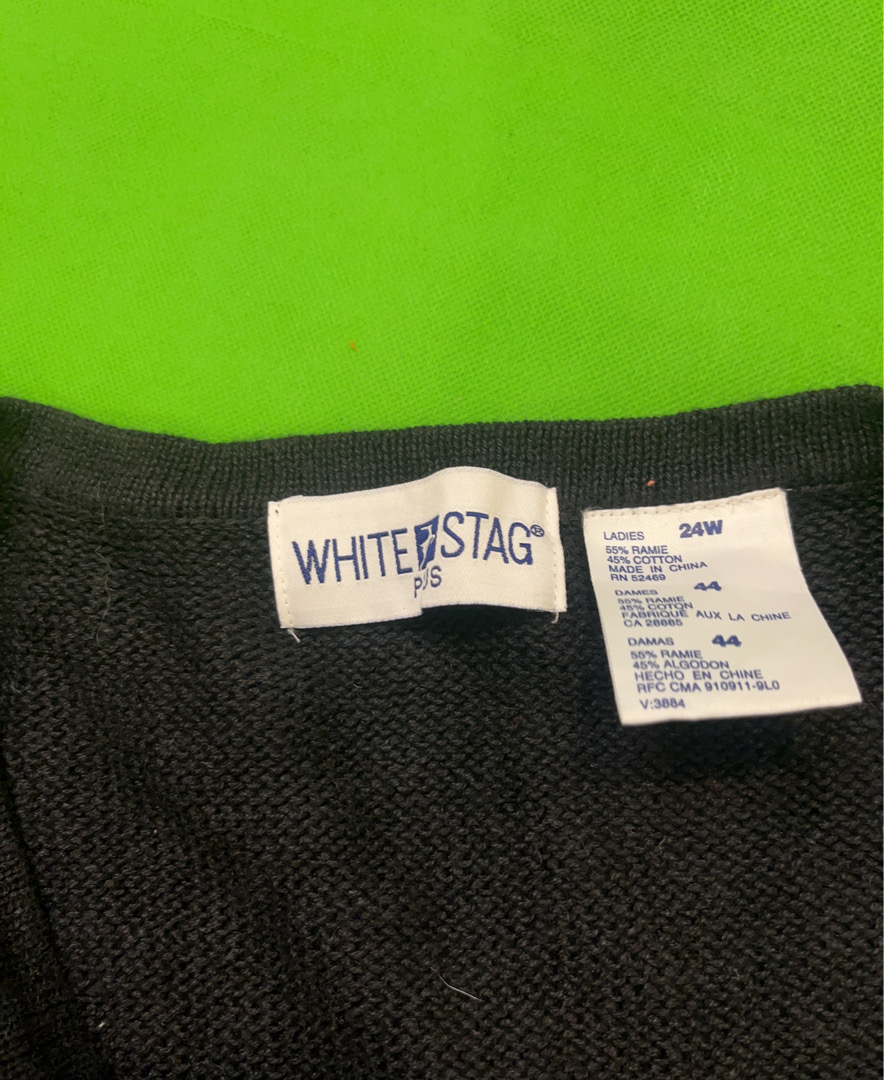 WHITE STAG®
PLUS
LADIES 24W
55% RAMIE
45% COTTON
MADE IN CHINA
RN 52469
DAMES 44
55% RAMIE
45% COTON
FABRIQUÉ AUX LA CHINE
CA 28885
DAMAS 44
55% RAMIE
45% ALGODON
HECHO EN CHINE
RFC CMA 910911-9L0
V:3884